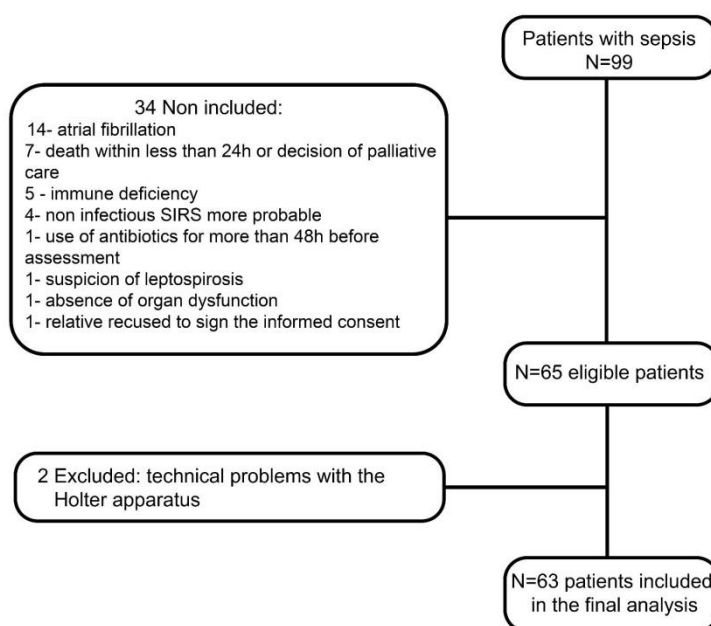 Patients with sepsis
N=99
34 Non included:
14- atrial fibrillation
7- death within less than 24h or decision of palliative
care
5 - immune deficiency
4- non infectious SIRS more probable
1- use of antibiotics for more than 48h before
assessment
1- suspicion of leptospirosis
1- absence of organ dysfunction
1- relative recused to sign the informed consent
N=65 eligible patients
2 Excluded: technical problems with the
Holter apparatus
N=63 patients included
in the final analysis